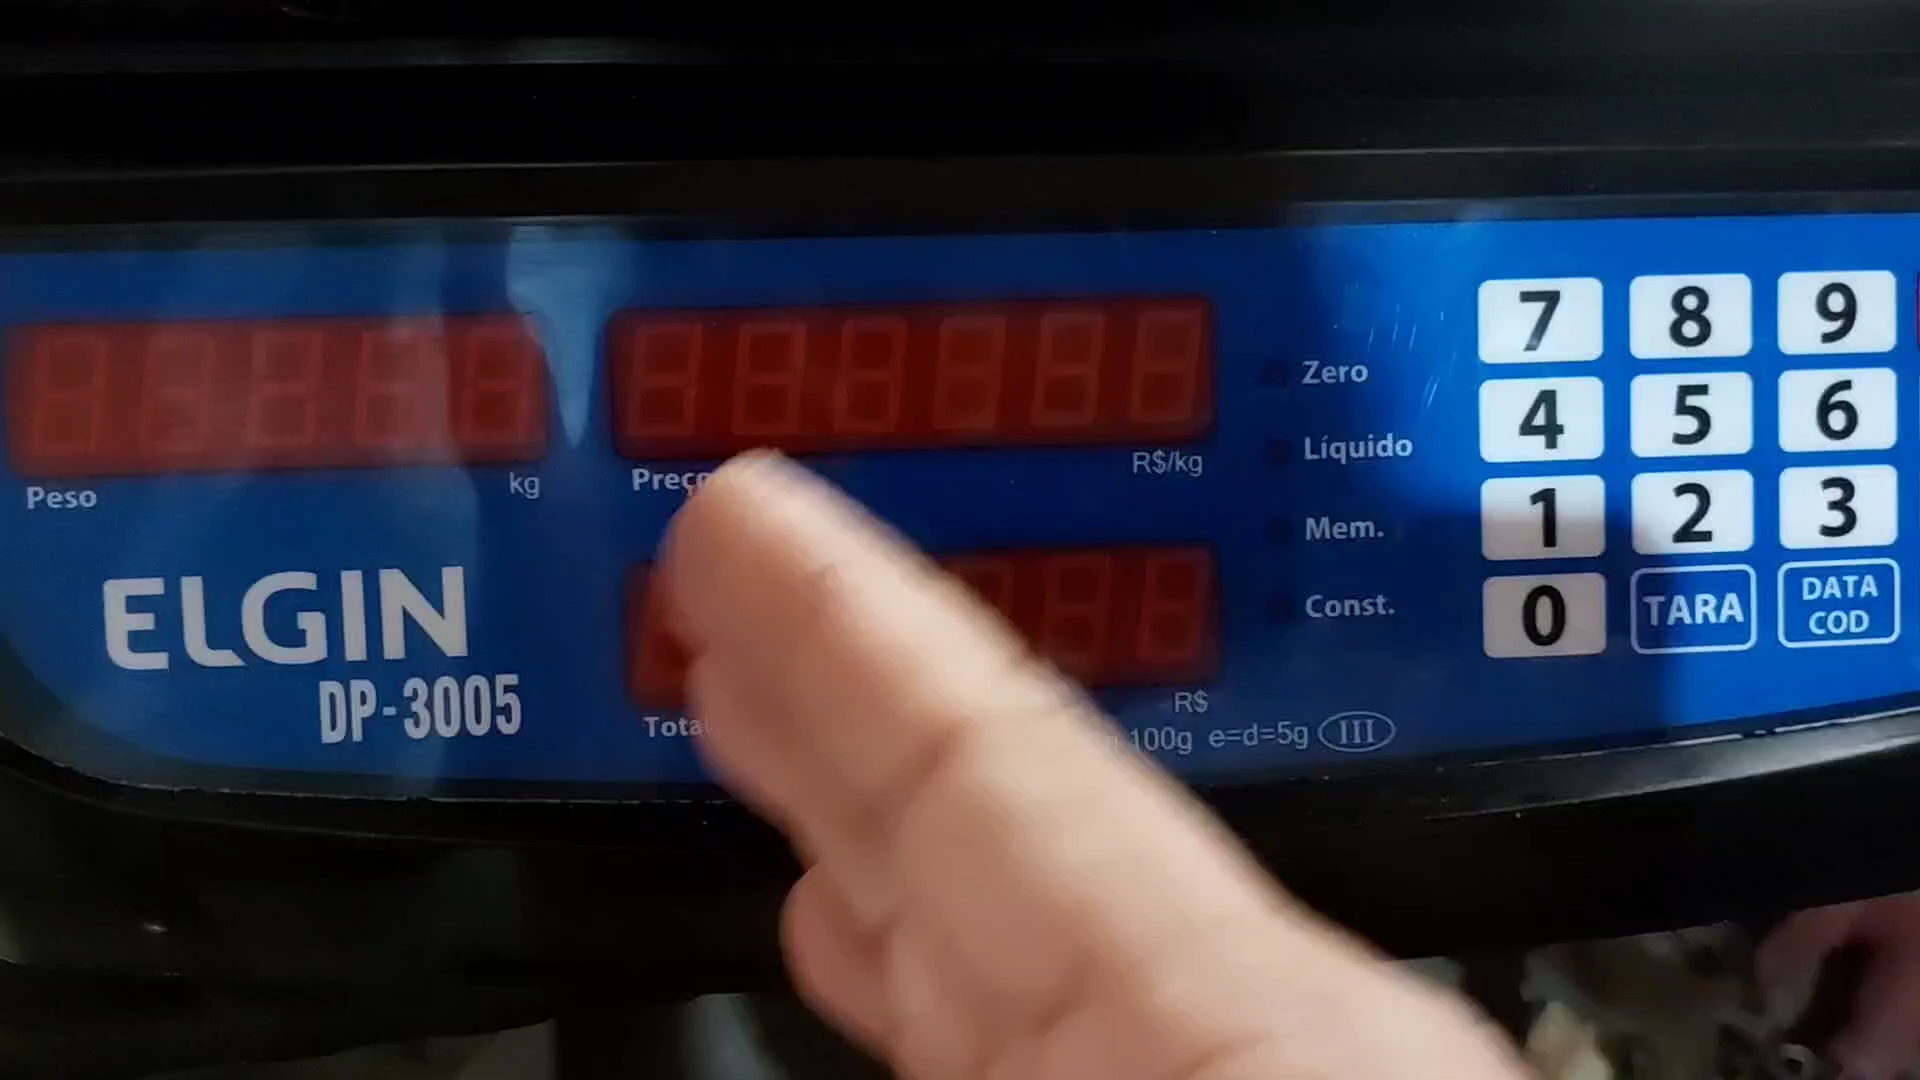 Peso kg
R$/kg
ELGIN
DP-3005
R$
100g e=d=5g III
Zero
Líquido
Mem.
Const.
7 8 9
4 5 6
1 2 3
0 TARA DATA COD